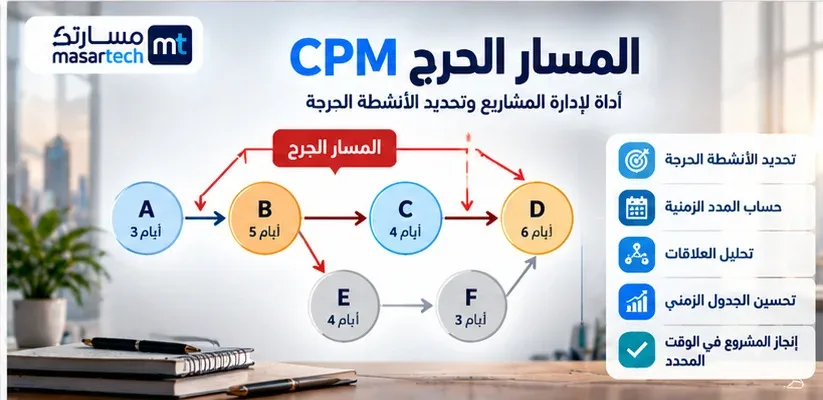 مسارتك
masartech
mt
المسار الحرج CPM
أداة لإدارة المشاريع وتحديد الأنشطة الحرجة
المسار الجرح
A
3 أيام
B
5 أيام
C
4 أيام
D
6 أيام
E
4 أيام
F
3 أيام
تحديد الأنشطة الحرجة
حساب المدد الزمنية
تحليل العلاقات
تحسين الجدول الزمني
إنجاز المشروع في الوقت
المحدد